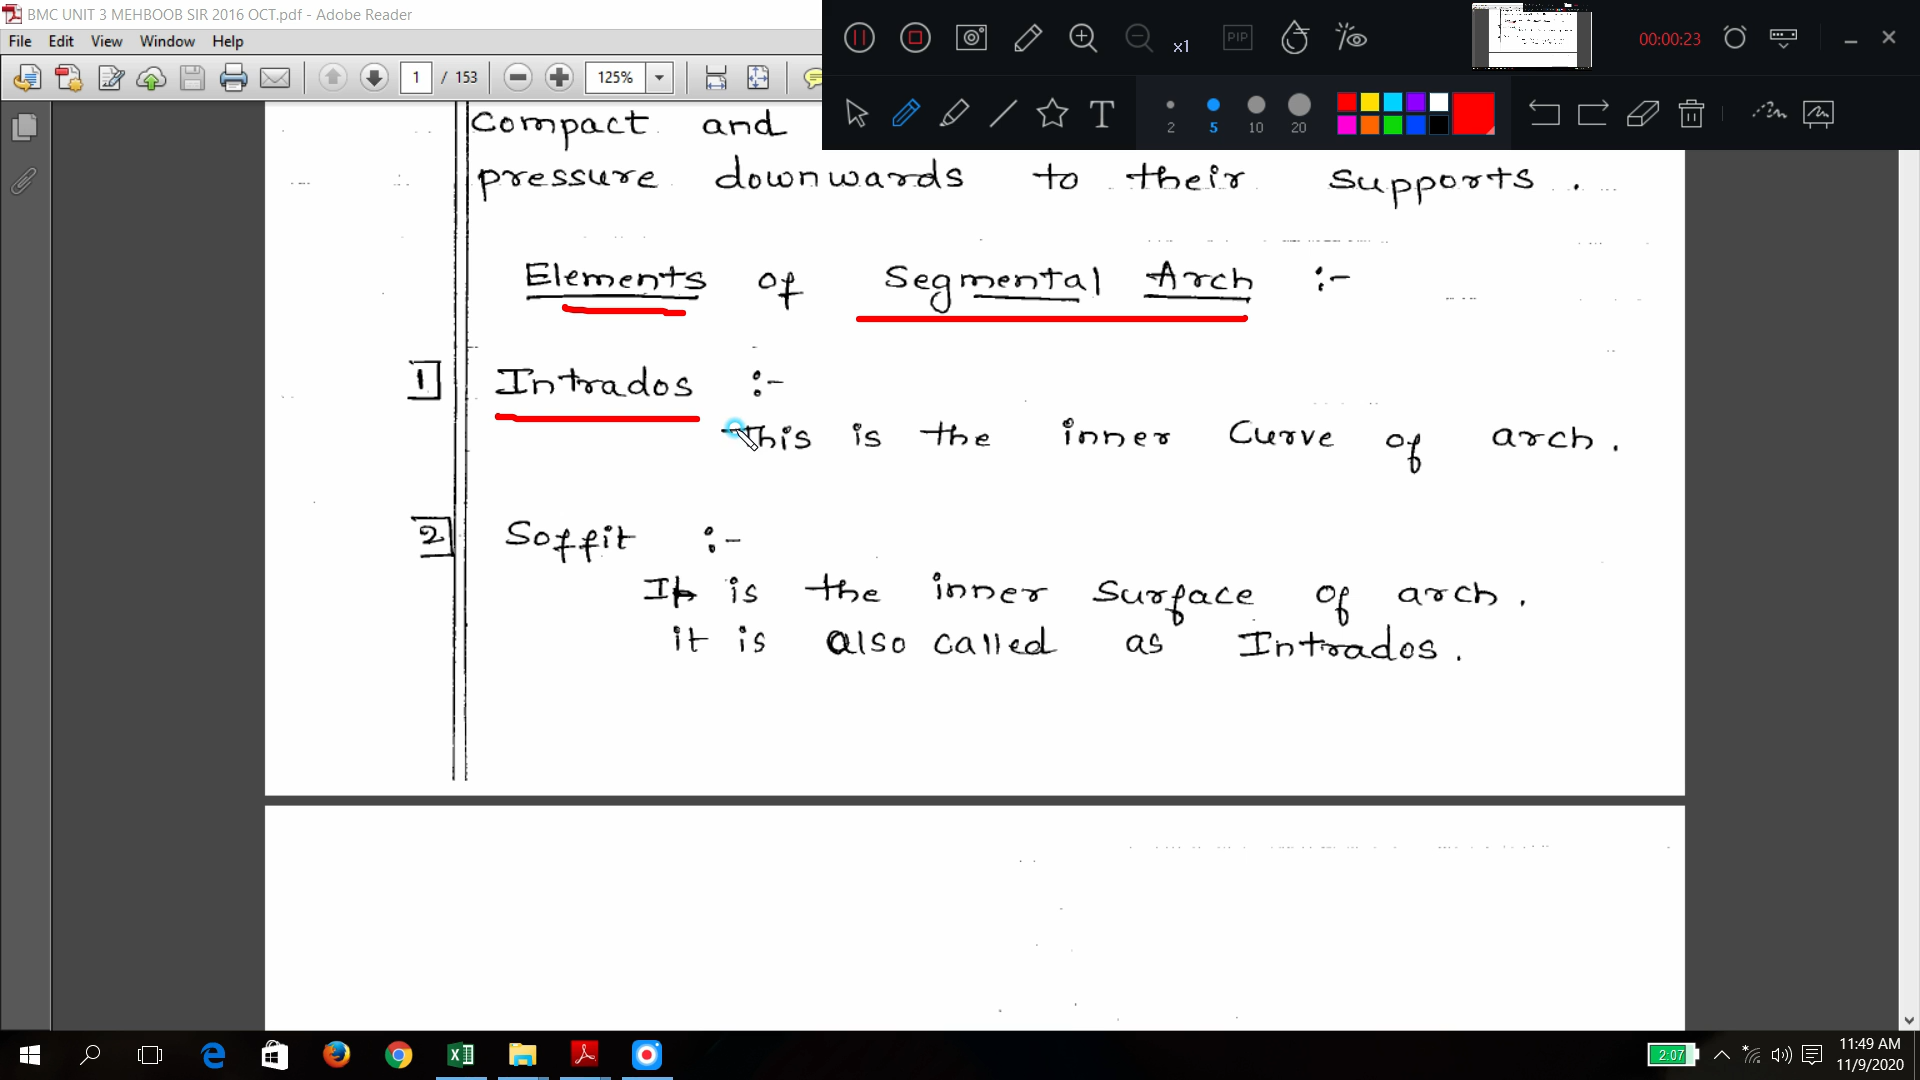 BMC UNIT 3 MEHBOOB SIR 2016 OCT.pdf - Adobe Reader
File Edit View Window Help
x1 PIP 00:00:23
1 / 153 125%
T 2 5 10 20
Compact and
pressure downwards to their supports .
Elements of Segmental Arch :-
1 Intrados :-
This is the inner Curve of arch .
2 Soffit :-
It is the inner Surface of arch .
it is also called as Intrados .
2:07 11:49 AM
11/9/2020